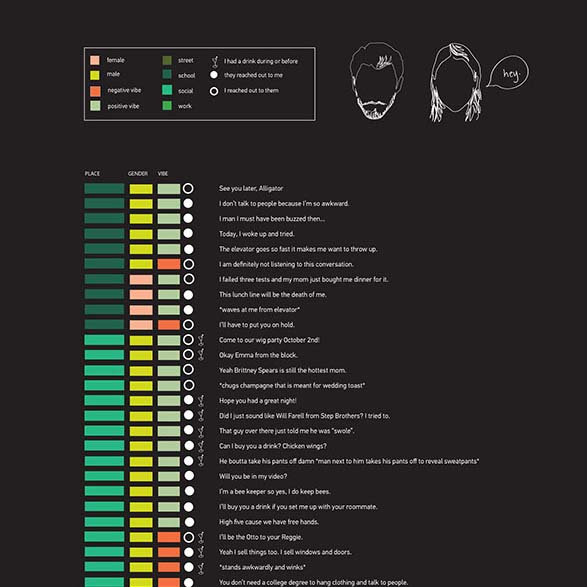 female
male
negative vibe
positive vibe
street
school
social
work
I had a drink during or before
they reached out to me
I reached out to them
hey.
PLACE GENDER VIBE
See you later, Alligator
I don't talk to people because I'm so awkward.
I man I must have been buzzed then...
Today, I woke up and tried.
The elevator goes so fast it makes me want to throw up.
I am definitely not listening to this conversation.
I failed three tests and my mom just bought me dinner for it.
This lunch line will be the death of me.
*waves at me from elevator*
I'll have to put you on hold.
Come to our wig party October 2nd!
Okay Emma from the block.
Yeah Britney Spears is still the hottest mom.
*chugs champagne that is meant for wedding toast*
Hope you had a great night!
Did I just sound like Will Farell from Step Brothers? I tried to.
That guy over there just told me he was "swole".
Can I buy you a drink? Chicken wings?
He boutta take his pants off damn *man next to him takes his pants off to reveal sweatpants*
Will you be in my video?
I'm a bee keeper so yes, I do keep bees.
I'll buy you a drink if you set me up with your roommate.
High five cause we have free hands.
I'll be the Otto to your Reggie.
Yeah I sell things too. I sell windows and doors.
*stands awkwardly and winks*
You don't need a college degree to hang clothing and talk to people.